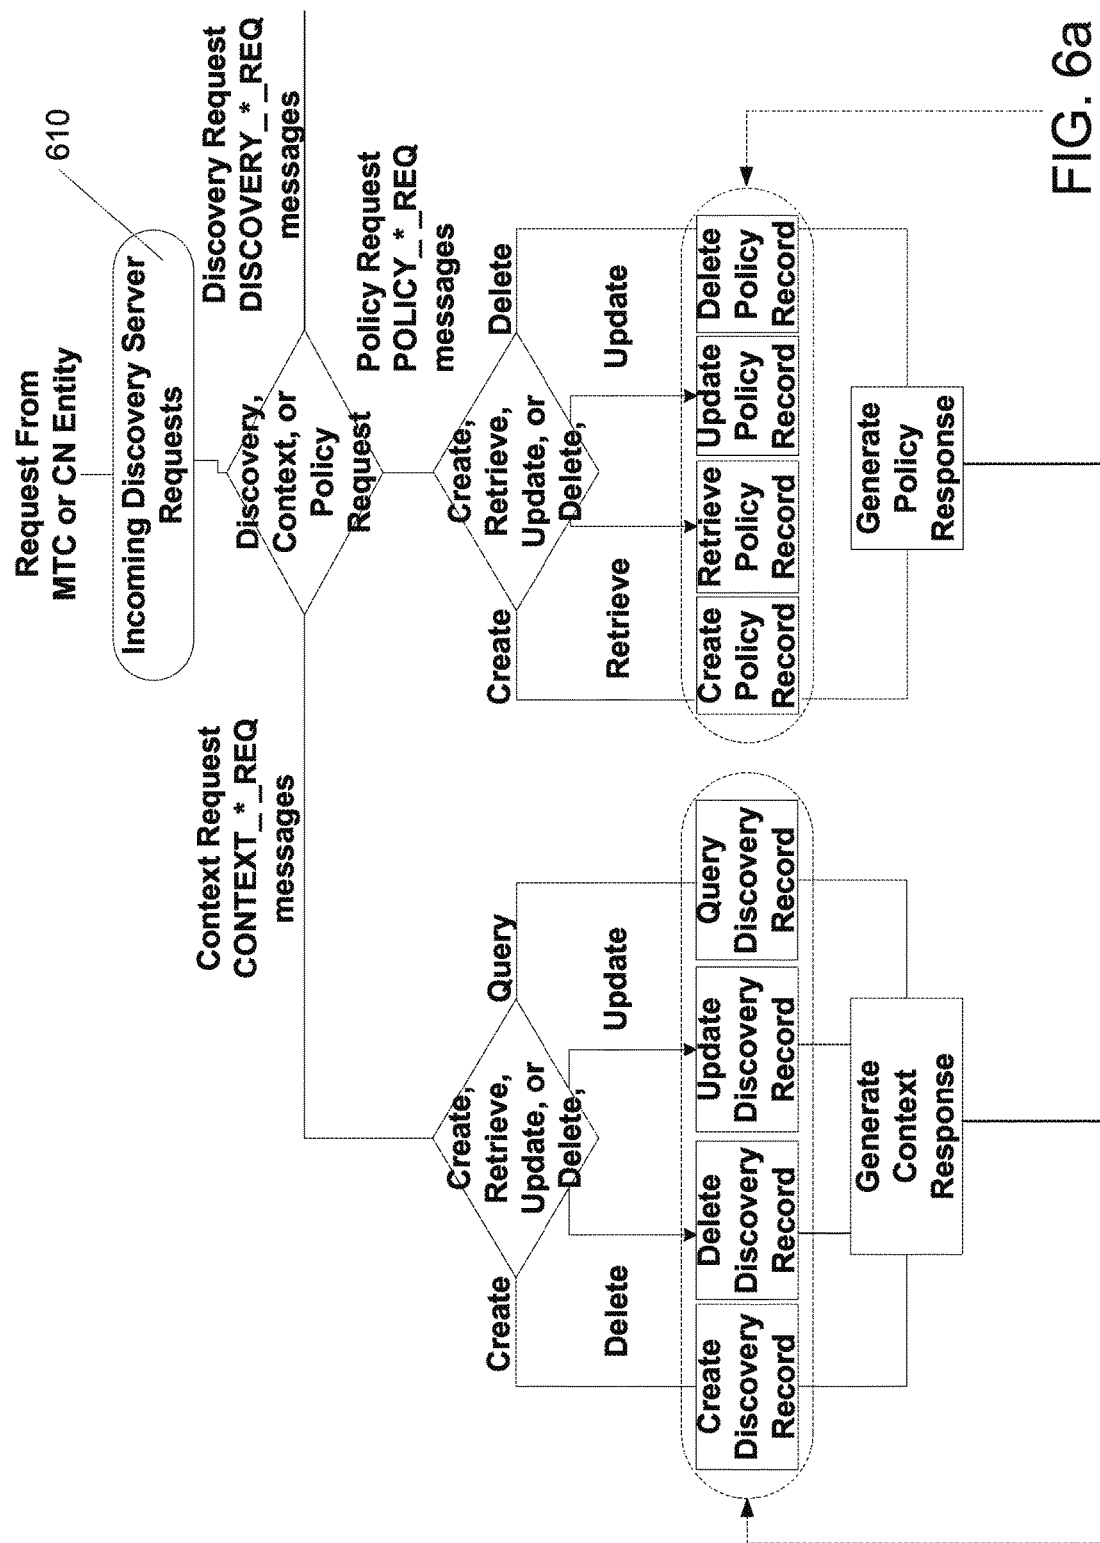 Request From
MTC or CN Entity
610
Incoming Discovery Server
Requests
Discovery Request
DISCOVERY_*_REQ
messages
Discovery,
Context, or
Policy
Request
Context Request
CONTEXT_*_REQ
messages
Policy Request
POLICY_*_REQ
messages
Create,
Retrieve,
Update, or
Delete,
Create
Query
Delete
Update
Create
Discovery
Record
Delete
Discovery
Record
Update
Discovery
Record
Query
Discovery
Record
Generate
Context
Response
Create,
Retrieve,
Update, or
Delete,
Create
Delete
Retrieve
Update
Create
Policy
Record
Retrieve
Policy
Record
Update
Policy
Record
Delete
Policy
Record
Generate
Policy
Response
FIG. 6a